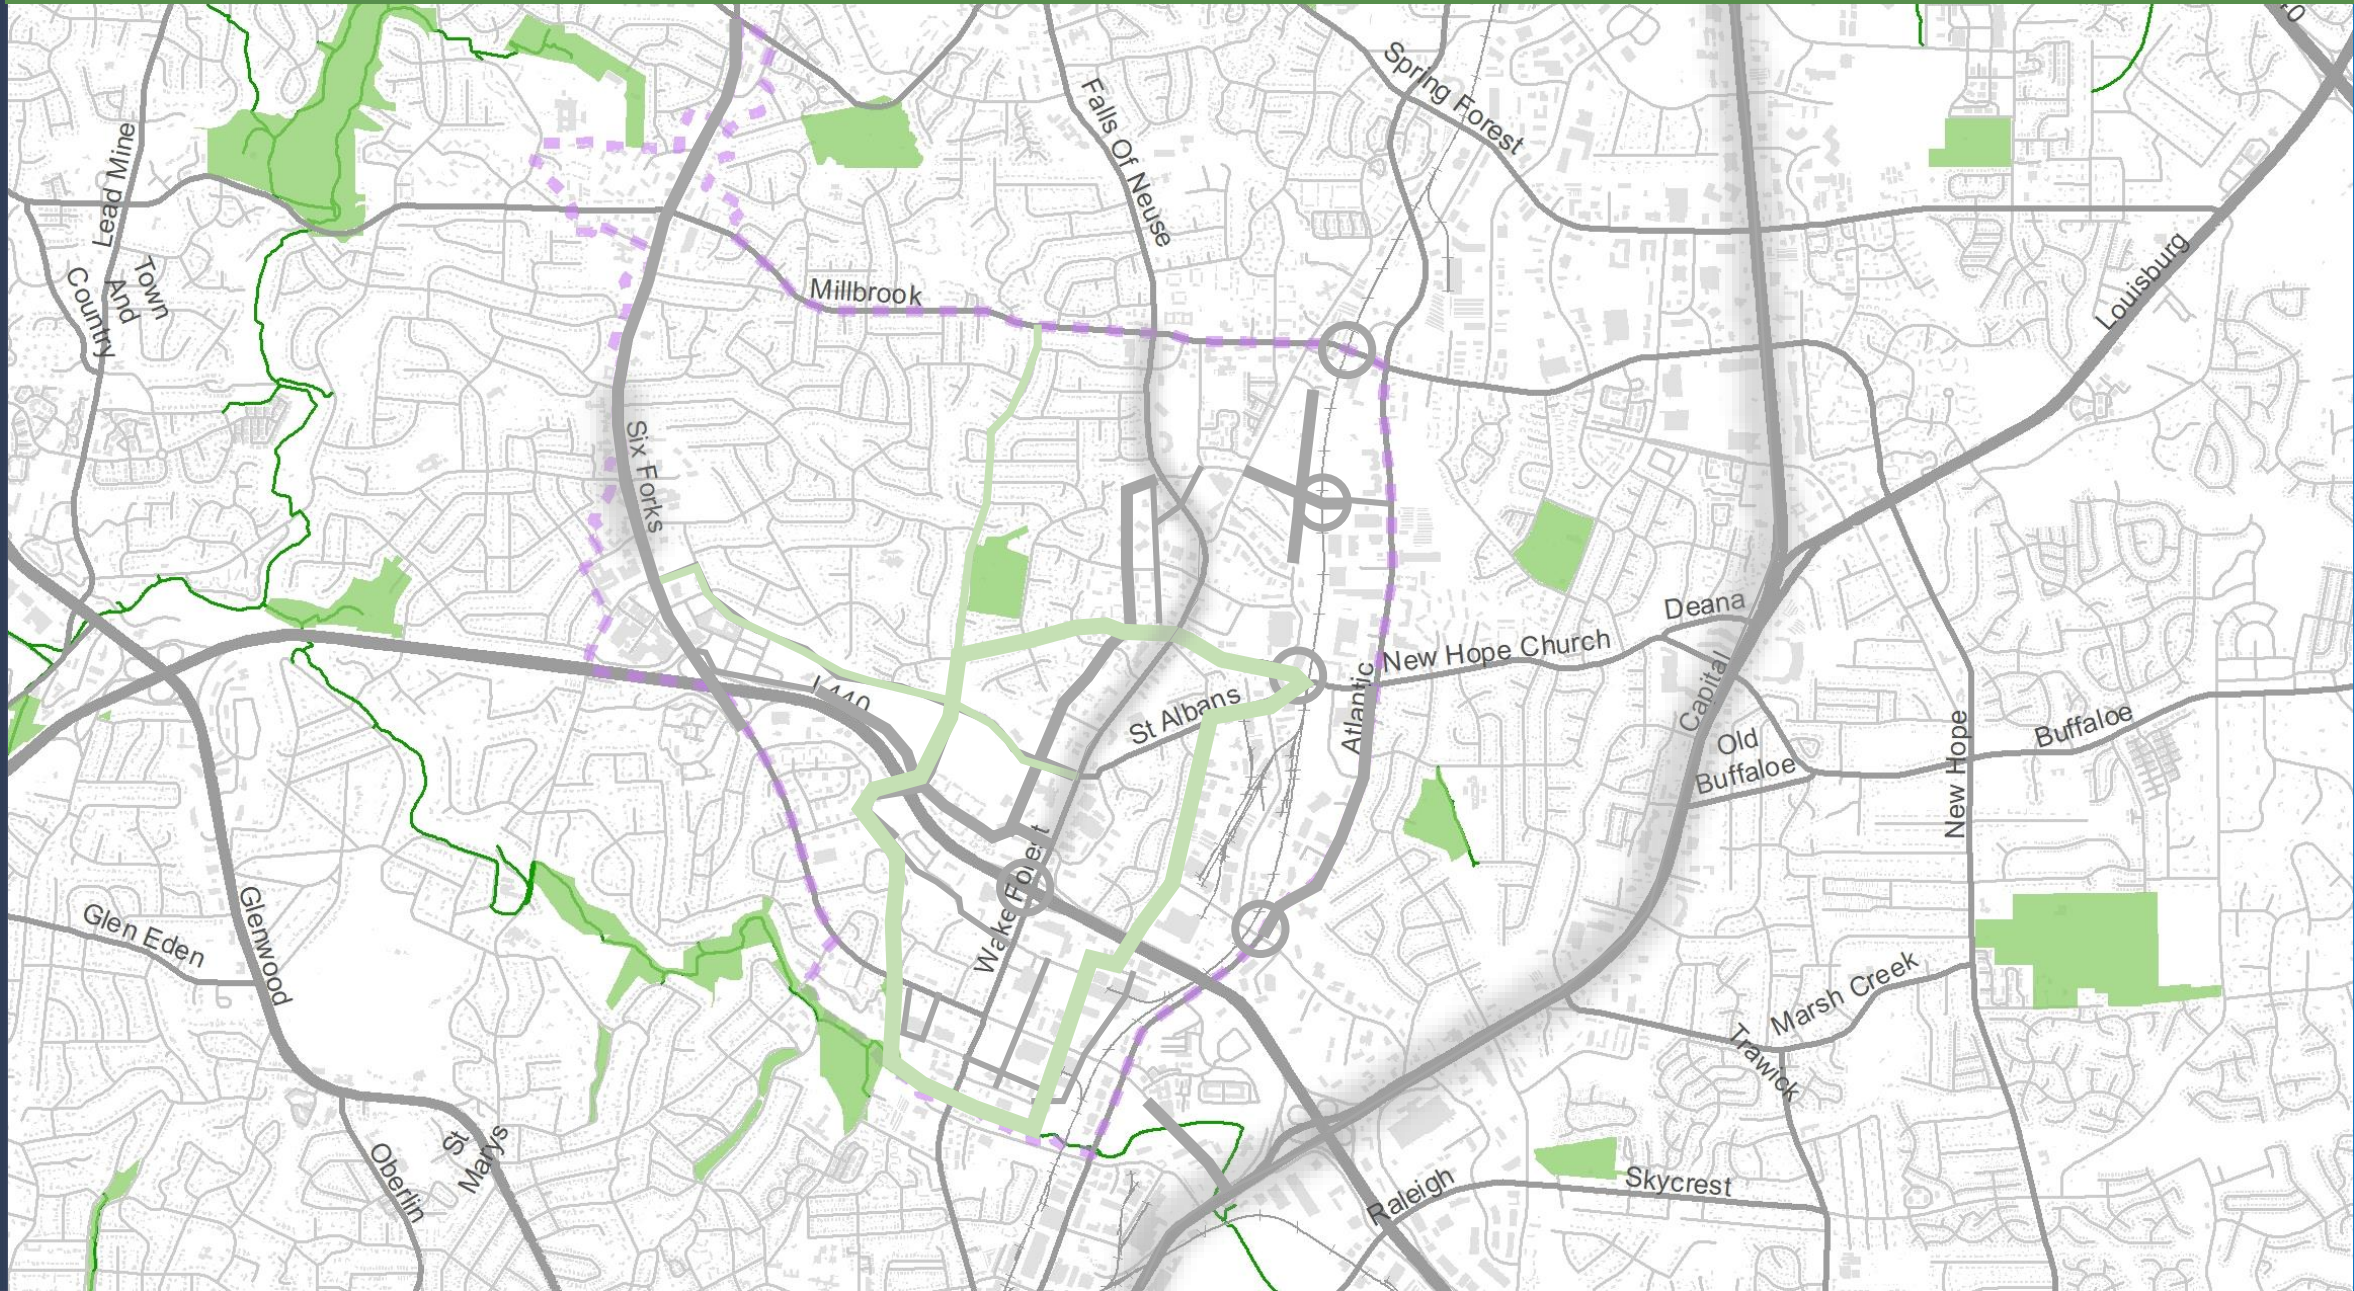 40
Spring Forest
Falls Of Neuse
Lead Mine
Town
And
Country
Louisburg
Millbrook
Six Forks
Deana
New Hope Church
Capital
I-440
St Albans
Atlantic
Old
Buffaloe
New Hope
Buffaloe
Wake Forest
Glenwood
Glen Eden
Marsh Creek
Trawick
St
Marys
Oberlin
Raleigh
Skycrest